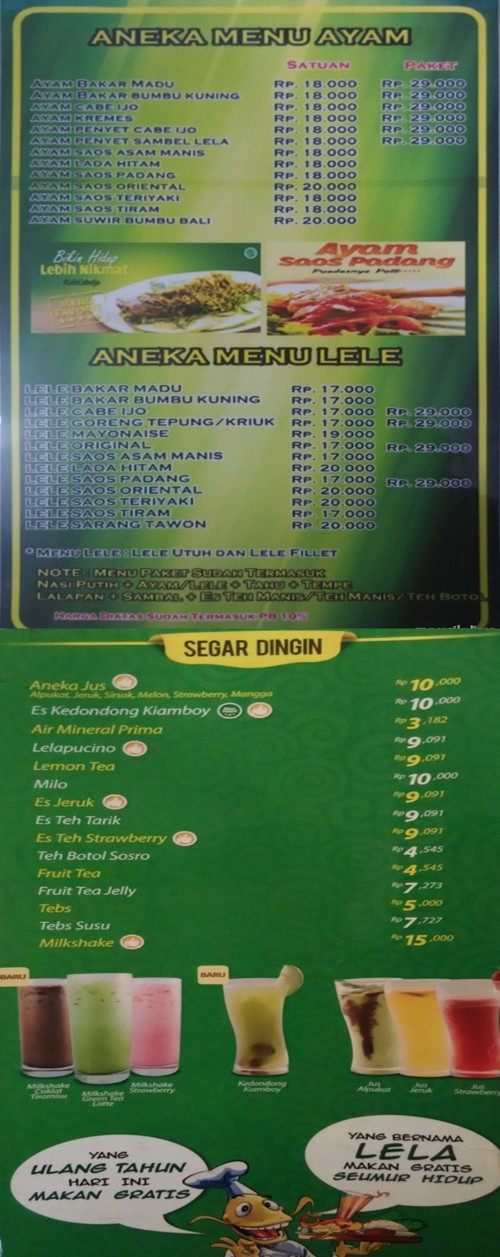 ANEKA MENU AYAM
SATUAN PAKET
AYAM BAKAR MADU RP. 18.000 RP. 29.000
AYAM BAKAR BUMBU KUNING RP. 18.000 RP. 29.000
AYAM CABE IJO RP. 18.000 RP. 29.000
AYAM KREMES RP. 18.000 RP. 29.000
AYAM PENYET CABE IJO RP. 18.000 RP. 29.000
AYAM PENYET SAMBEL LELA RP. 18.000 RP. 29.000
AYAM SAOS ASAM MANIS RP. 18.000
AYAM LADA HITAM RP. 18.000
AYAM SAOS PADANG RP. 18.000
AYAM SAOS ORIENTAL RP. 20.000
AYAM SAOS TERIYAKI RP. 18.000
AYAM SAOS TIRAM RP. 18.000
AYAM SUWIR BUMBU BALI RP. 20.000
Bikin Hidup
Lebih Nikmat
Ayam
Saos Padang
Puedasnya Polll.....
ANEKA MENU LELE
LELE BAKAR MADU RP. 17.000
LELE BAKAR BUMBU KUNING RP. 17.000
LELE CABE IJO RP. 17.000 RP. 29.000
LELE GORENG TEPUNG/KRIUK RP. 17.000 RP. 29.000
LELE MAYONAISE RP. 19.000
LELE ORIGINAL RP. 17.000 RP. 29.000
LELE SAOS ASAM MANIS RP. 17.000
LELE LADA HITAM RP. 20.000
LELE SAOS PADANG RP. 17.000 RP. 29.000
LELE SAOS ORIENTAL RP. 20.000
LELE SAOS TERIYAKI RP. 20.000
LELE SAOS TIRAM RP. 17.000
LELE SARANG TAWON RP. 20.000
* MENU LELE : LELE UTUH DAN LELE FILLET
NOTE : MENU PAKET SUDAH TERMASUK
NASI PUTIH + AYAM/LELE + TAHU + TEMPE
LALAPAN + SAMBAL + ES TEH MANIS/TEH MANIS/TEH BOTOL
HARGA DIATAS SUDAH TERMASUK PB 10%
SEGAR DINGIN
Aneka Jus Rp 10,000
Alpukat, Jeruk, Sirsak, Melon, Strawberry, Mangga
Es Kedondong Kiamboy Rp 10,000
Air Mineral Prima Rp 3,182
Lelapucino Rp 9,091
Lemon Tea Rp 9,091
Milo Rp 10,000
Es Jeruk Rp 9,091
Es Teh Tarik Rp 9,091
Es Teh Strawberry Rp 9,091
Teh Botol Sosro Rp 4,545
Fruit Tea Rp 4,545
Fruit Tea Jelly Rp 7,273
Tebs Rp 5,000
Tebs Susu Rp 7,727
Milkshake Rp 15,000
BARU
BARU
Milkshake Coklat Tiramisu
Milkshake Green Tea Latte
Milkshake Strawberry
Kedondong Kiamboy
Jus Alpukat
Jus Jeruk
Jus Strawberry
YANG
ULANG TAHUN
HARI INI
MAKAN GRATIS
YANG BERNAMA
LELA
MAKAN GRATIS
SEUMUR HIDUP